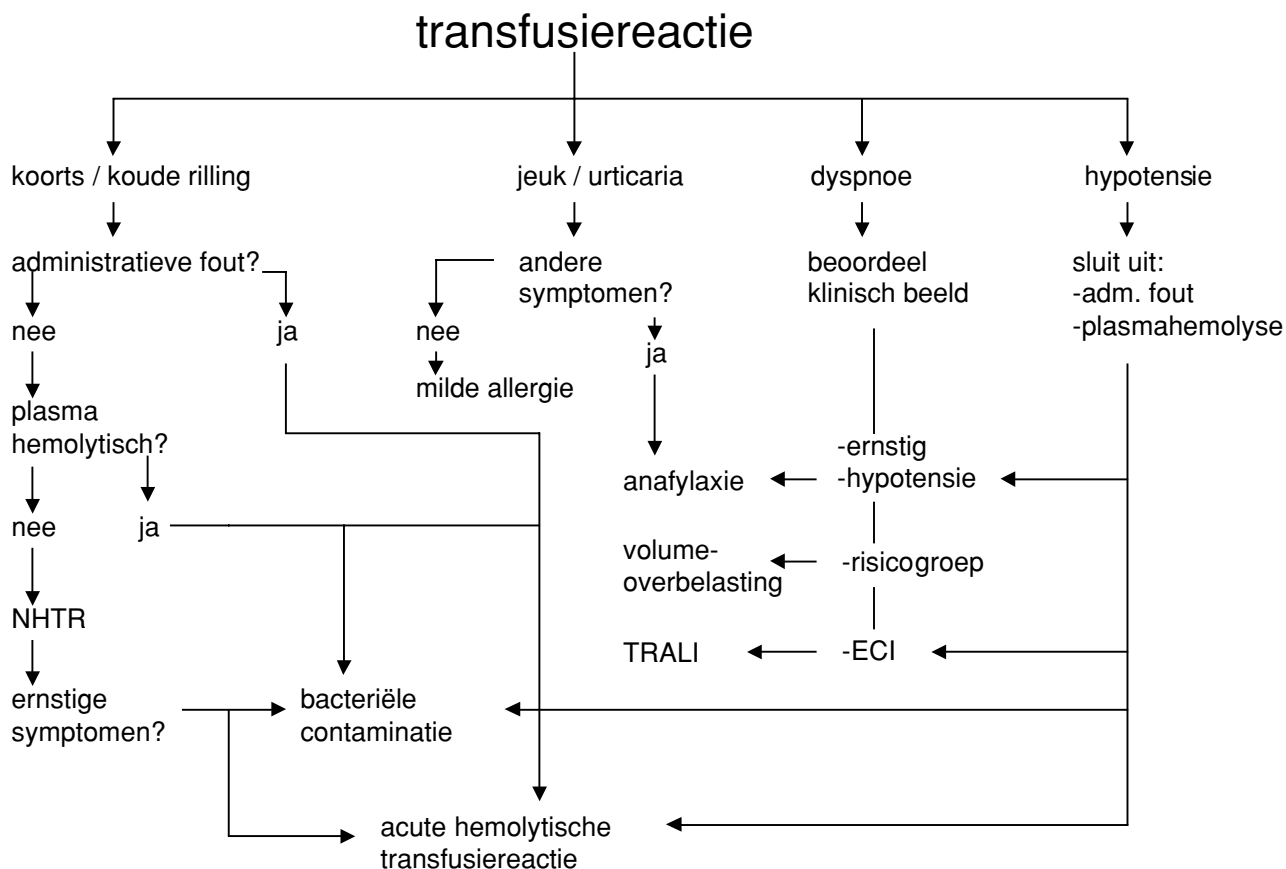 transfusiereactie
koorts / koude rilling
jeuk / urticaria
dyspnoe
hypotensie
administratieve fout?
andere
symptomen?
beoordeel
klinisch beeld
sluit uit:
-adm. fout
-plasmahemolyse
nee
ja
nee
ja
milde allergie
plasma
hemolytisch?
-ernstig
-hypotensie
anafylaxie
nee
ja
volume-
overbelasting
-risicogroep
NHTR
TRALI
-ECI
ernstige
symptomen?
bacteriële
contaminatie
acute hemolytische
transfusiereactie